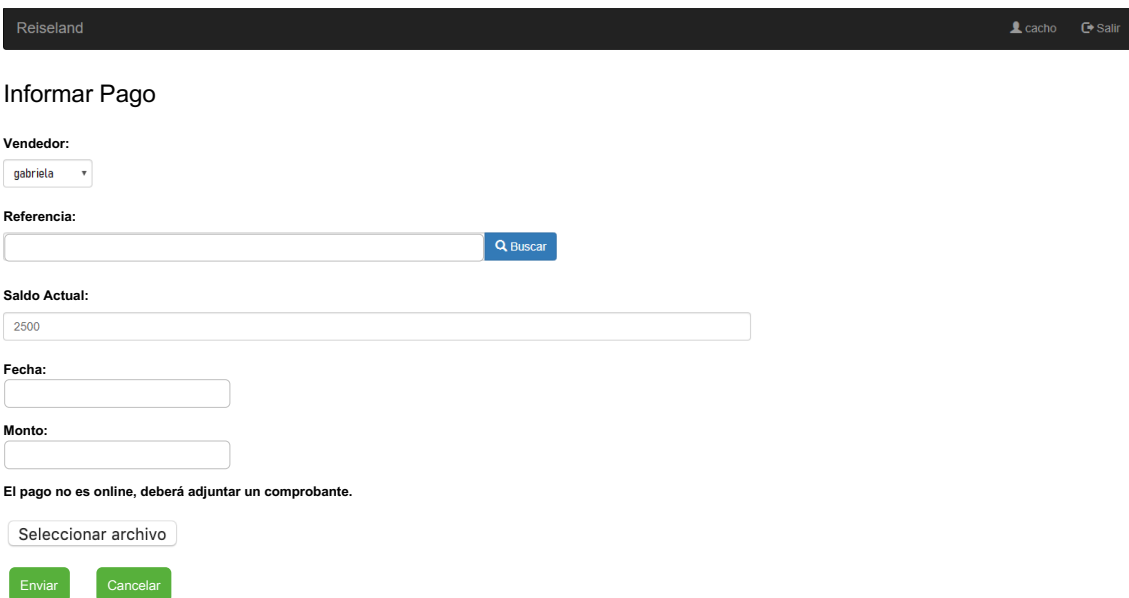 Reiseland cacho Salir
Informar Pago
Vendedor:
gabriela
Referencia:
Buscar
Saldo Actual:
2500
Fecha:
Monto:
El pago no es online, deberá adjuntar un comprobante.
Seleccionar archivo
Enviar Cancelar